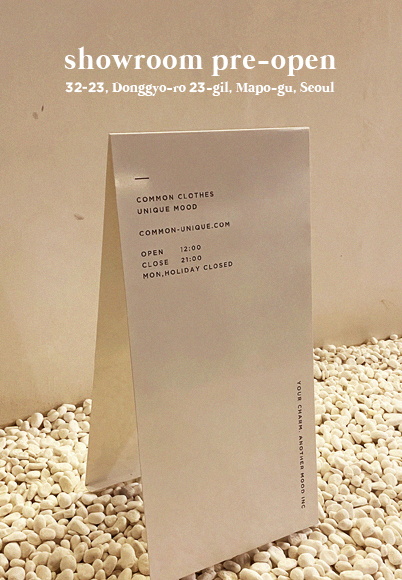 showroom pre-open
32-23, Donggyo-ro 23-gil, Mapo-gu, Seoul
COMMON CLOTHES
UNIQUE MOOD
COMMON-UNIQUE.COM
OPEN 12:00
CLOSE 21:00
MON,HOLIDAY CLOSED
YOUR CHARM, ANOTHER MOOD INC